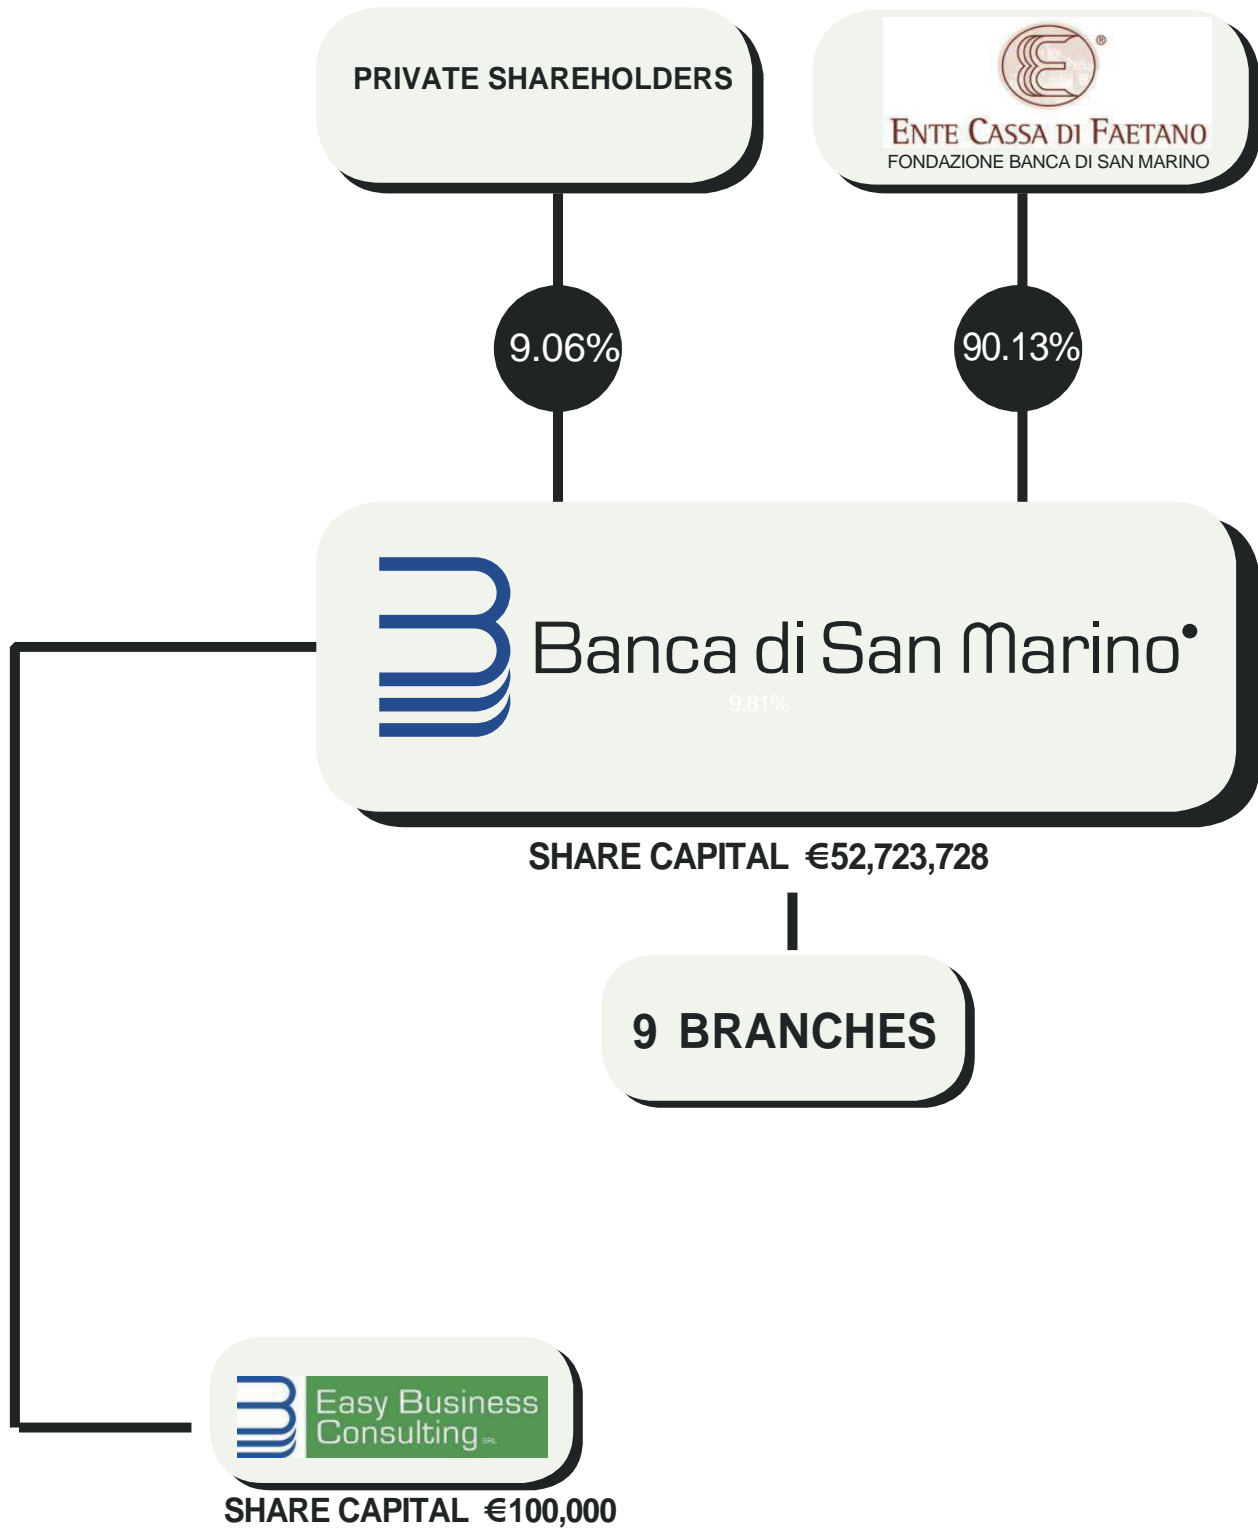 PRIVATE SHAREHOLDERS
®
ENTE CASSA DI FAETANO
FONDAZIONE BANCA DI SAN MARINO
9.06%
90.13%
Banca di San Marino
9,81%
SHARE CAPITAL €52,723,728
9 BRANCHES
Easy Business
Consulting SRL
SHARE CAPITAL €100,000